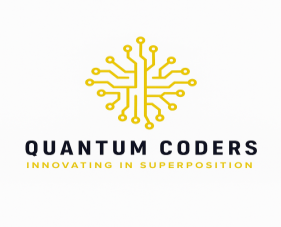 QUANTUM CODERS
INNOVATING IN SUPERPOSITION